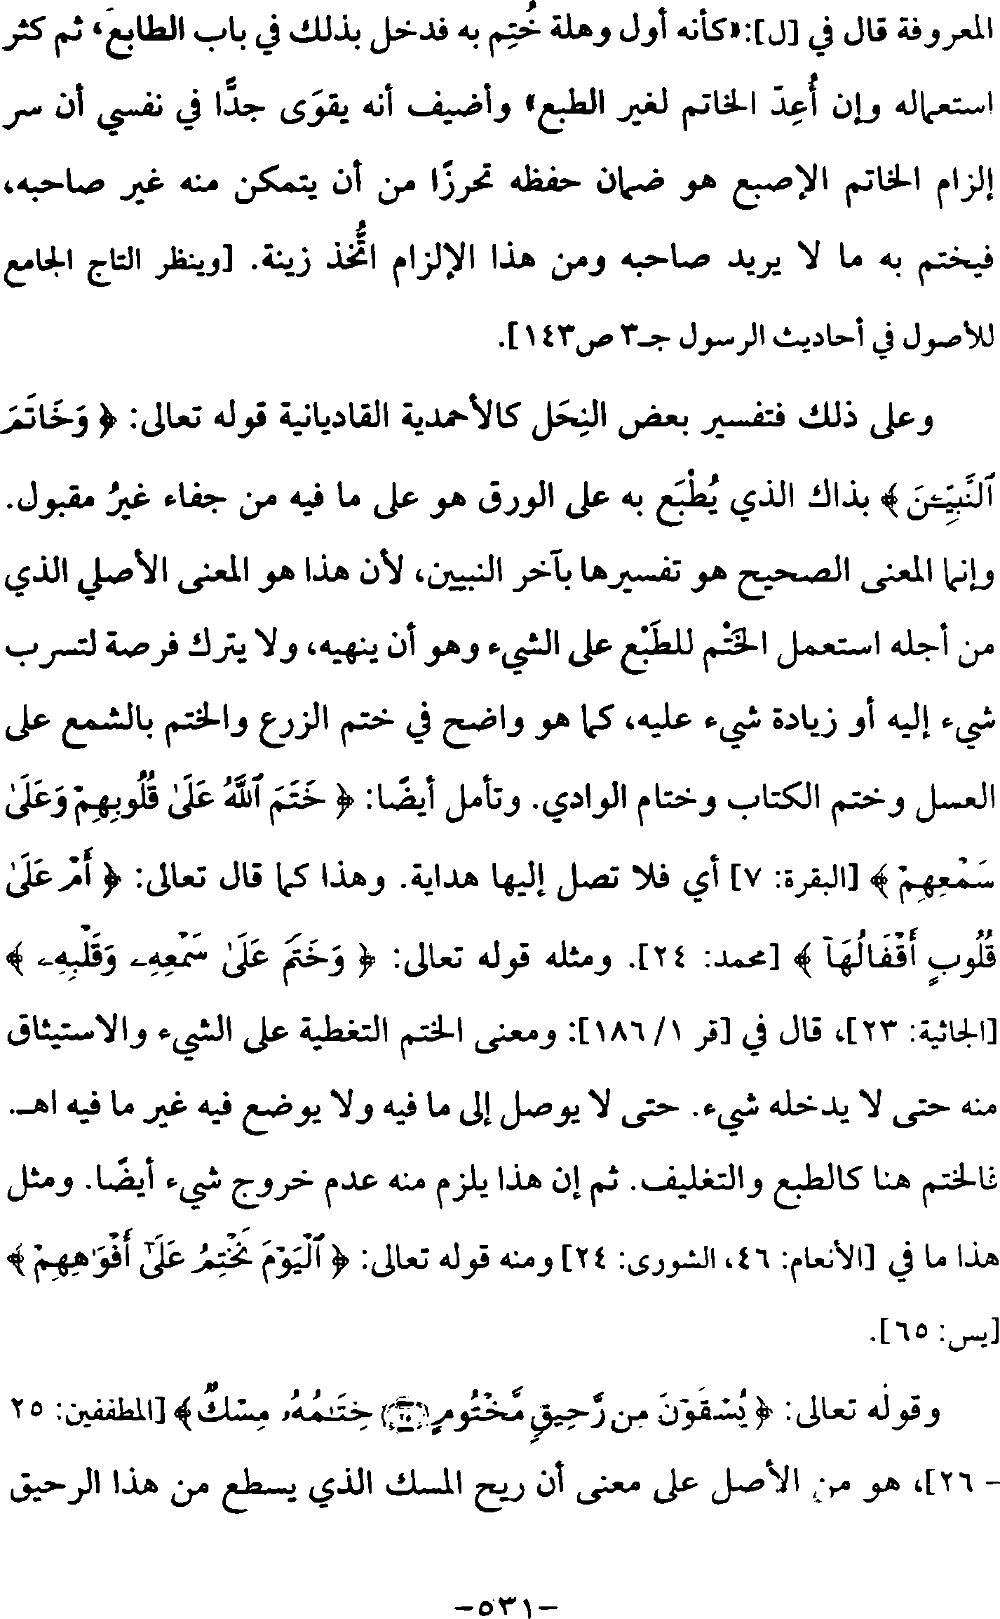 المعروفة قال في [ل]: «كأنه أول وهلة خُتِم به فدخل بذلك في باب الطابع، ثم كثر
استعماله وإن أُعِدّ الخاتم لغير الطبع» وأضيف أنه يقوَى جدًّا في نفسي أن سر
إلزام الخاتم الإصبع هو ضمان حفظه تحرزًا من أن يتمكن منه غير صاحبه،
فيختم به ما لا يريد صاحبه ومن هذا الإلزام اتُّخذ زينة. [وينظر التاج الجامع
للأصول في أحاديث الرسول جـ٣ ص١٤٣].
وعلى ذلك فتفسير بعض النِحَل كالأحمدية القاديانية قوله تعالى: ﴿ وَخَاتَمَ
ٱلنَّبِيِّـۧنَ ﴾ بذاك الذي يُطْبَع به على الورق هو على ما فيه من جفاء غيرُ مقبول.
وإنما المعنى الصحيح هو تفسيرها بآخر النبيين، لأن هذا هو المعنى الأصلي الذي
من أجله استعمل الخَتْم للطَبْع على الشيء وهو أن ينهيه، ولا يترك فرصة لتسرب
شيء إليه أو زيادة شيء عليه، كما هو واضح في ختم الزرع والختم بالشمع على
العسل وختم الكتاب وختام الوادي. وتأمل أيضًا: ﴿ خَتَمَ ٱللَّهُ عَلَىٰ قُلُوبِهِمْ وَعَلَىٰ
سَمْعِهِمْ ﴾ [البقرة: ٧] أي فلا تصل إليها هداية. وهذا كما قال تعالى: ﴿ أَمْ عَلَىٰ
قُلُوبٍ أَقْفَالُهَآ ﴾ [محمد: ٢٤]. ومثله قوله تعالى: ﴿ وَخَتَمَ عَلَىٰ سَمْعِهِۦ وَقَلْبِهِۦ ﴾
[الجاثية: ٢٣]، قال في [قر ١/ ١٨٦]: ومعنى الختم التغطية على الشيء والاستيثاق
منه حتى لا يدخله شيء. حتى لا يوصل إلى ما فيه ولا يوضع فيه غير ما فيه اهـ.
فالختم هنا كالطبع والتغليف. ثم إن هذا يلزم منه عدم خروج شيء أيضًا. ومثل
هذا ما في [الأنعام: ٤٦، الشورى: ٢٤] ومنه قوله تعالى: ﴿ ٱلْيَوْمَ نَخْتِمُ عَلَىٰٓ أَفْوَٰهِهِمْ ﴾
[يس: ٦٥].
وقوله تعالى: ﴿ يُسْقَوْنَ مِن رَّحِيقٍ مَّخْتُومٍ ﴿٢٥﴾ خِتَـٰمُهُۥ مِسْكٌ ﴾ [المطففين: ٢٥
- ٢٦]، هو من الأصل على معنى أن ريح المسك الذي يسطع من هذا الرحيق
-٥٣١-